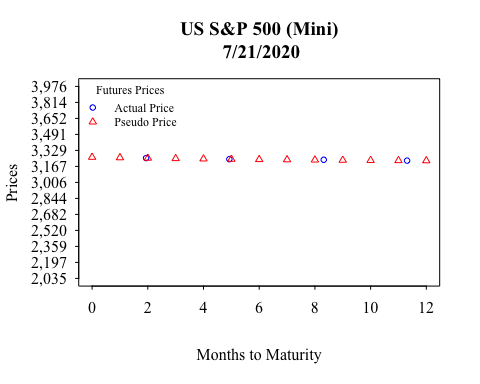 US S&P 500 (Mini)
7/21/2020
Futures Prices
Actual Price
Pseudo Price
Prices
3,976
3,814
3,652
3,491
3,329
3,167
3,006
2,844
2,682
2,520
2,359
2,197
2,035
0 2 4 6 8 10 12
Months to Maturity